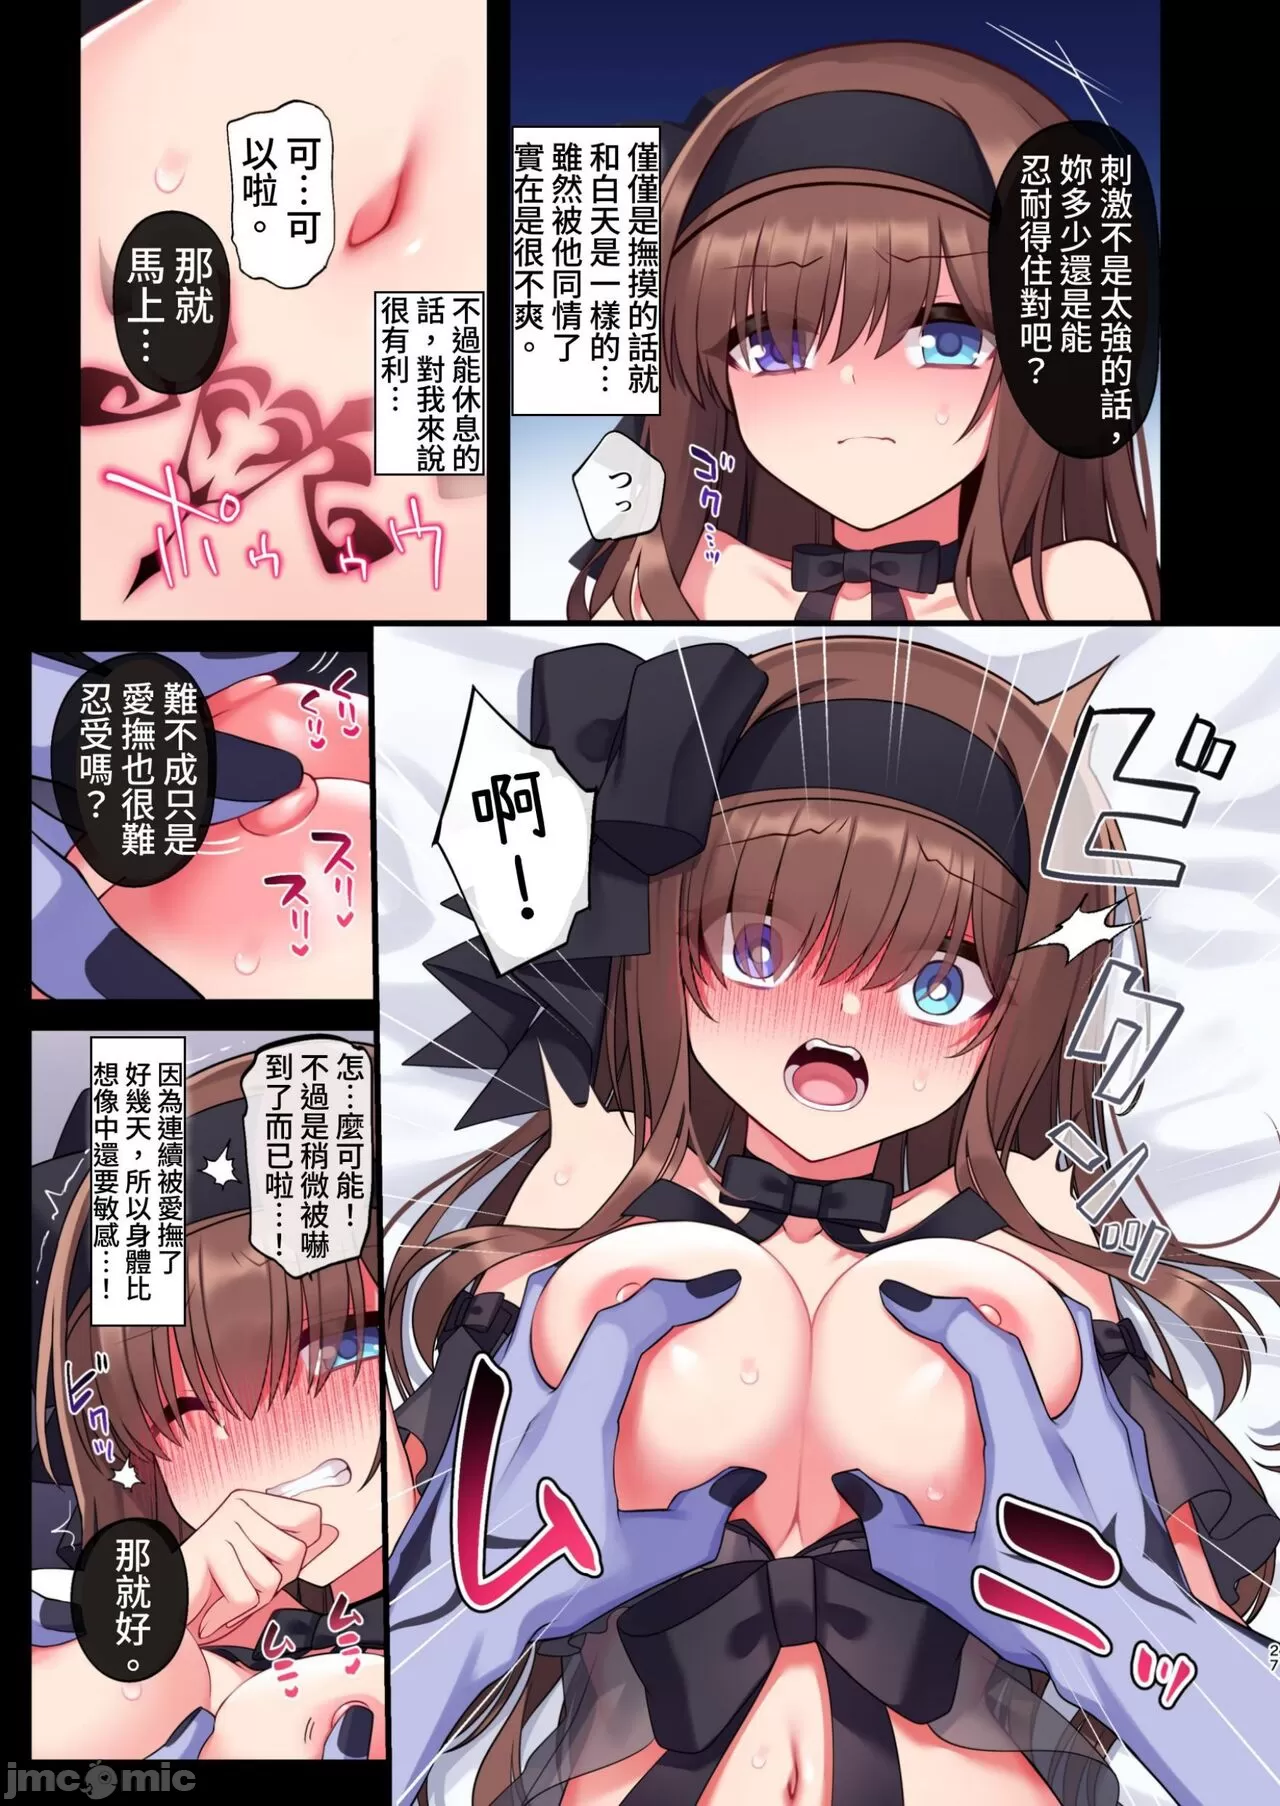 刺激不是太強的話，
妳多少還是能
忍耐得住對吧？
僅僅是撫摸的話就
和白天是一樣的…
雖然被他同情了
實在是很不爽。
つっ
ゴクⵈッ
不過能休息的
話，對我來說
很有利…
可…可
以啦。
那就
馬上…
ポゥゥ
ビクンッ
啊！
ムニッ
難不成只是
愛撫也很難
忍受嗎？
くりくり
スリスリ
怎…麼可能！
不過是稍微被嚇
到了而已啦…！
因為連續被愛撫了
好幾天，所以身體比
想像中還要敏感…！
ビクッ
那就好。
ムニムニ
27
jmcomic